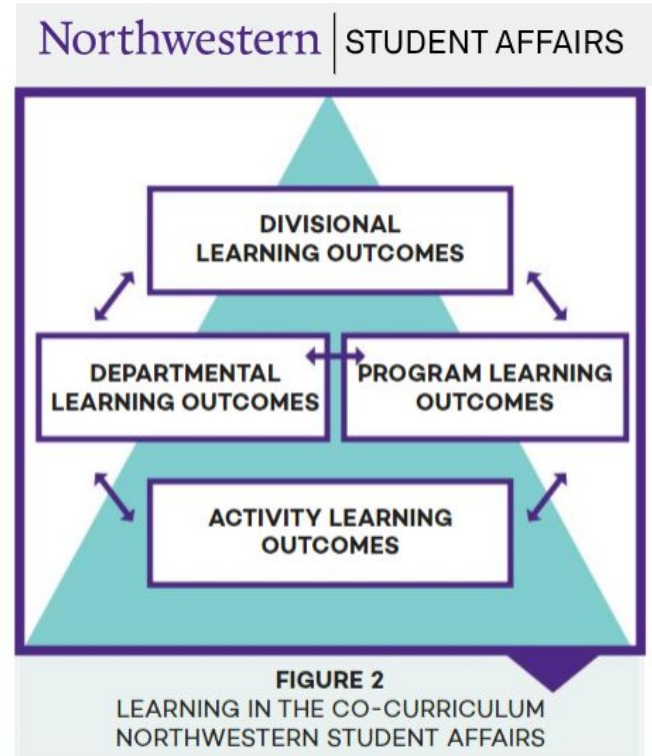 Northwestern | STUDENT AFFAIRS
DIVISIONAL
LEARNING OUTCOMES
DEPARTMENTAL
LEARNING OUTCOMES
PROGRAM LEARNING
OUTCOMES
ACTIVITY LEARNING
OUTCOMES
FIGURE 2
LEARNING IN THE CO-CURRICULUM
NORTHWESTERN STUDENT AFFAIRS